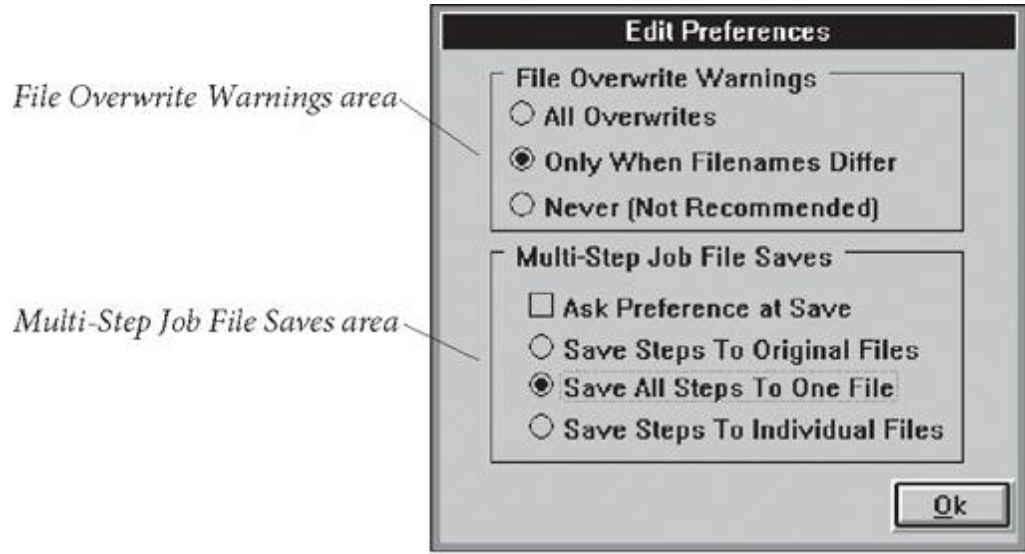 Edit Preferences
File Overwrite Warnings area
File Overwrite Warnings
All Overwrites
Only When Filenames Differ
Never (Not Recommended)
Multi-Step Job File Saves area
Multi-Step Job File Saves
Ask Preference at Save
Save Steps To Original Files
Save All Steps To One File
Save Steps To Individual Files
Ok